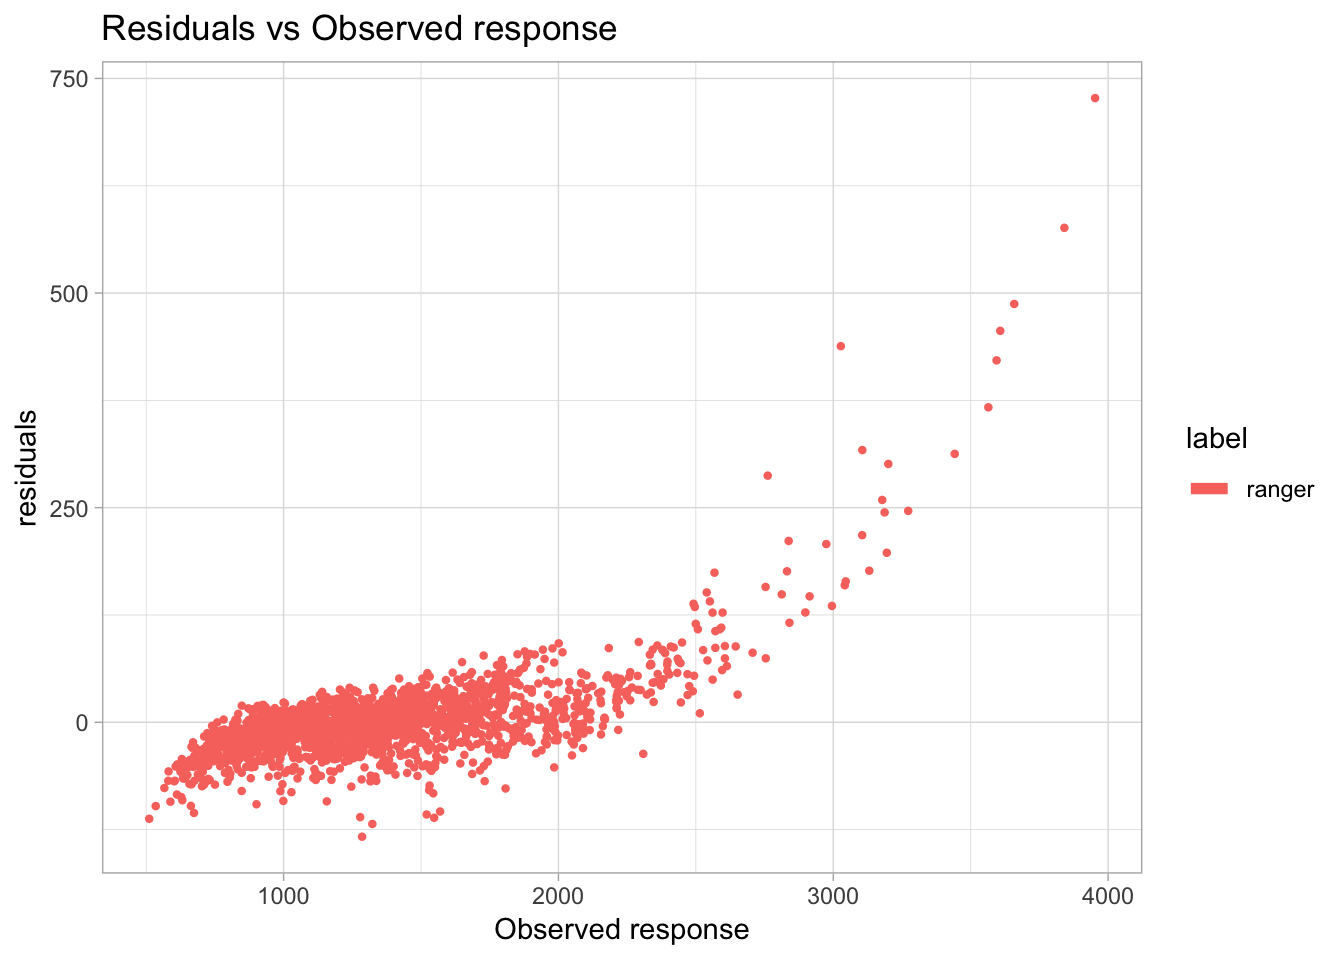 Residuals vs Observed response
750
500
250
0
residuals
1000
2000
3000
4000
Observed response
label
ranger